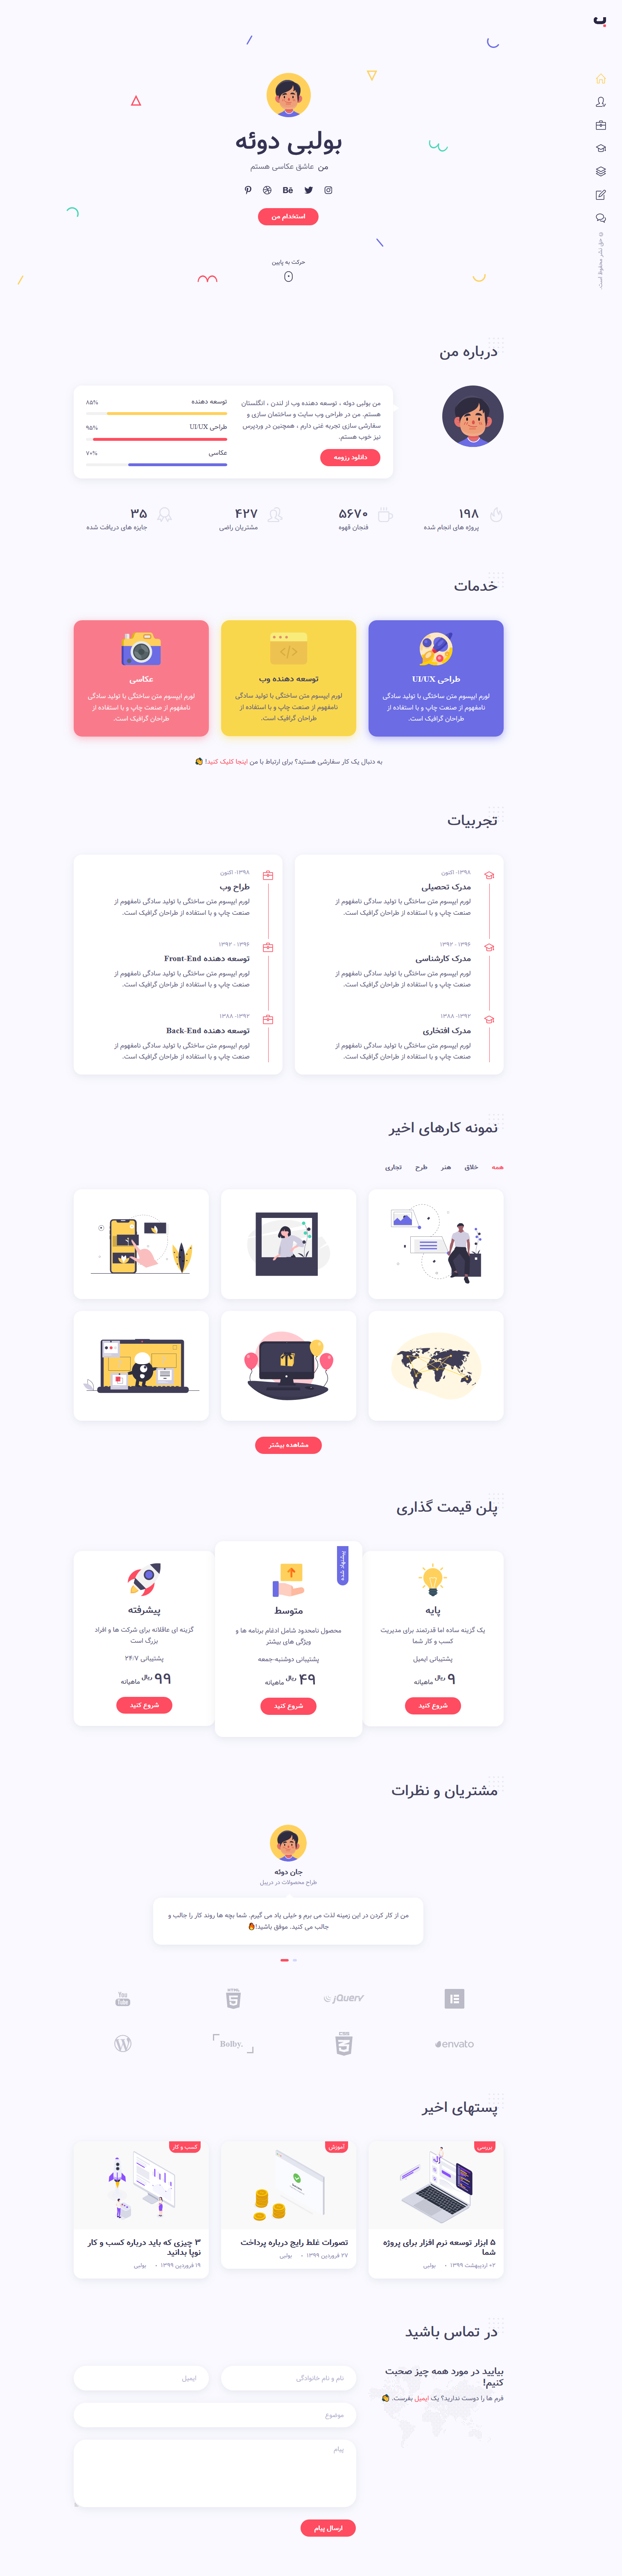 ب
© حق نشر محفوظ است.
بولبی دوئه
من عاشق عکاسی هستم
استخدام من
حرکت به پایین
درباره من
من بولبی دوئه ، توسعه دهنده وب از لندن ، انگلستان
هستم. من در طراحی وب سایت و ساختمان سازی و
سفارشی سازی تجربه غنی دارم ، همچنین در وردپرس
نیز خوب هستم.
دانلود رزومه
توسعه دهنده
۸۵%
طراحی UI/UX
۹۵%
عکاسی
۷۰%
۱۹۸
پروژه های انجام شده
۵۶۷۰
فنجان قهوه
۴۲۷
مشتریان راضی
۳۵
جایزه های دریافت شده
خدمات
طراحی UI/UX
لورم ایپسوم متن ساختگی با تولید سادگی
نامفهوم از صنعت چاپ و با استفاده از
طراحان گرافیک است.
توسعه دهنده وب
لورم ایپسوم متن ساختگی با تولید سادگی
نامفهوم از صنعت چاپ و با استفاده از
طراحان گرافیک است.
عکاسی
لورم ایپسوم متن ساختگی با تولید سادگی
نامفهوم از صنعت چاپ و با استفاده از
طراحان گرافیک است.
به دنبال یک کار سفارشی هستید؟ برای ارتباط با من اینجا کلیک کنید! 👋
تجربیات
۱۳۹۸- اکنون
مدرک تحصیلی
لورم ایپسوم متن ساختگی با تولید سادگی نامفهوم از
صنعت چاپ و با استفاده از طراحان گرافیک است.
۱۳۹۶ - ۱۳۹۲
مدرک کارشناسی
لورم ایپسوم متن ساختگی با تولید سادگی نامفهوم از
صنعت چاپ و با استفاده از طراحان گرافیک است.
۱۳۹۲- ۱۳۸۸
مدرک افتخاری
لورم ایپسوم متن ساختگی با تولید سادگی نامفهوم از
صنعت چاپ و با استفاده از طراحان گرافیک است.
۱۳۹۸- اکنون
طراح وب
لورم ایپسوم متن ساختگی با تولید سادگی نامفهوم از
صنعت چاپ و با استفاده از طراحان گرافیک است.
۱۳۹۶ - ۱۳۹۲
توسعه دهنده Front-End
لورم ایپسوم متن ساختگی با تولید سادگی نامفهوم از
صنعت چاپ و با استفاده از طراحان گرافیک است.
۱۳۹۲- ۱۳۸۸
توسعه دهنده Back-End
لورم ایپسوم متن ساختگی با تولید سادگی نامفهوم از
صنعت چاپ و با استفاده از طراحان گرافیک است.
نمونه کارهای اخیر
همه خلاق هنر طرح تجاری
مشاهده بیشتر
پلن قیمت گذاری
پایه
یک گزینه ساده اما قدرتمند برای مدیریت
کسب و کار شما
پشتیبانی ایمیل
۹ ریال ماهیانه
شروع کنید
پیشنهاد شده
متوسط
محصول نامحدود شامل ادغام برنامه ها و
ویژگی های بیشتر
پشتیبانی دوشنبه-جمعه
۴۹ ریال ماهیانه
شروع کنید
پیشرفته
گزینه ای عاقلانه برای شرکت ها و افراد
بزرگ است
پشتیبانی ۲۴/۷
۹۹ ریال ماهیانه
شروع کنید
مشتریان و نظرات
جان دوئه
طراح محصولات در دریبل
من از کار کردن در این زمینه لذت می برم و خیلی یاد می گیرم. شما بچه ها روند کار را جالب و
جالب می کنید. موفق باشید!🔥
jQuery
HTML
5
You
Tube
envato
CSS
3
Bolby.
پستهای اخیر
بررسی
۵ ابزار توسعه نرم افزار برای پروژه
شما
۰۲ اردیبهشت ۱۳۹۹ • بولبی
آموزش
تصورات غلط رایج درباره پرداخت
۲۷ فروردین ۱۳۹۹ • بولبی
کسب و کار
۳ چیزی که باید درباره کسب و کار
نوپا بدانید
۱۹ فروردین ۱۳۹۹ • بولبی
در تماس باشید
بیایید در مورد همه چیز صحبت
کنیم!
فرم ها را دوست ندارید؟ یک ایمیل بفرست. 👋
نام و نام خانوادگی
ایمیل
موضوع
پیام
ارسال پیام